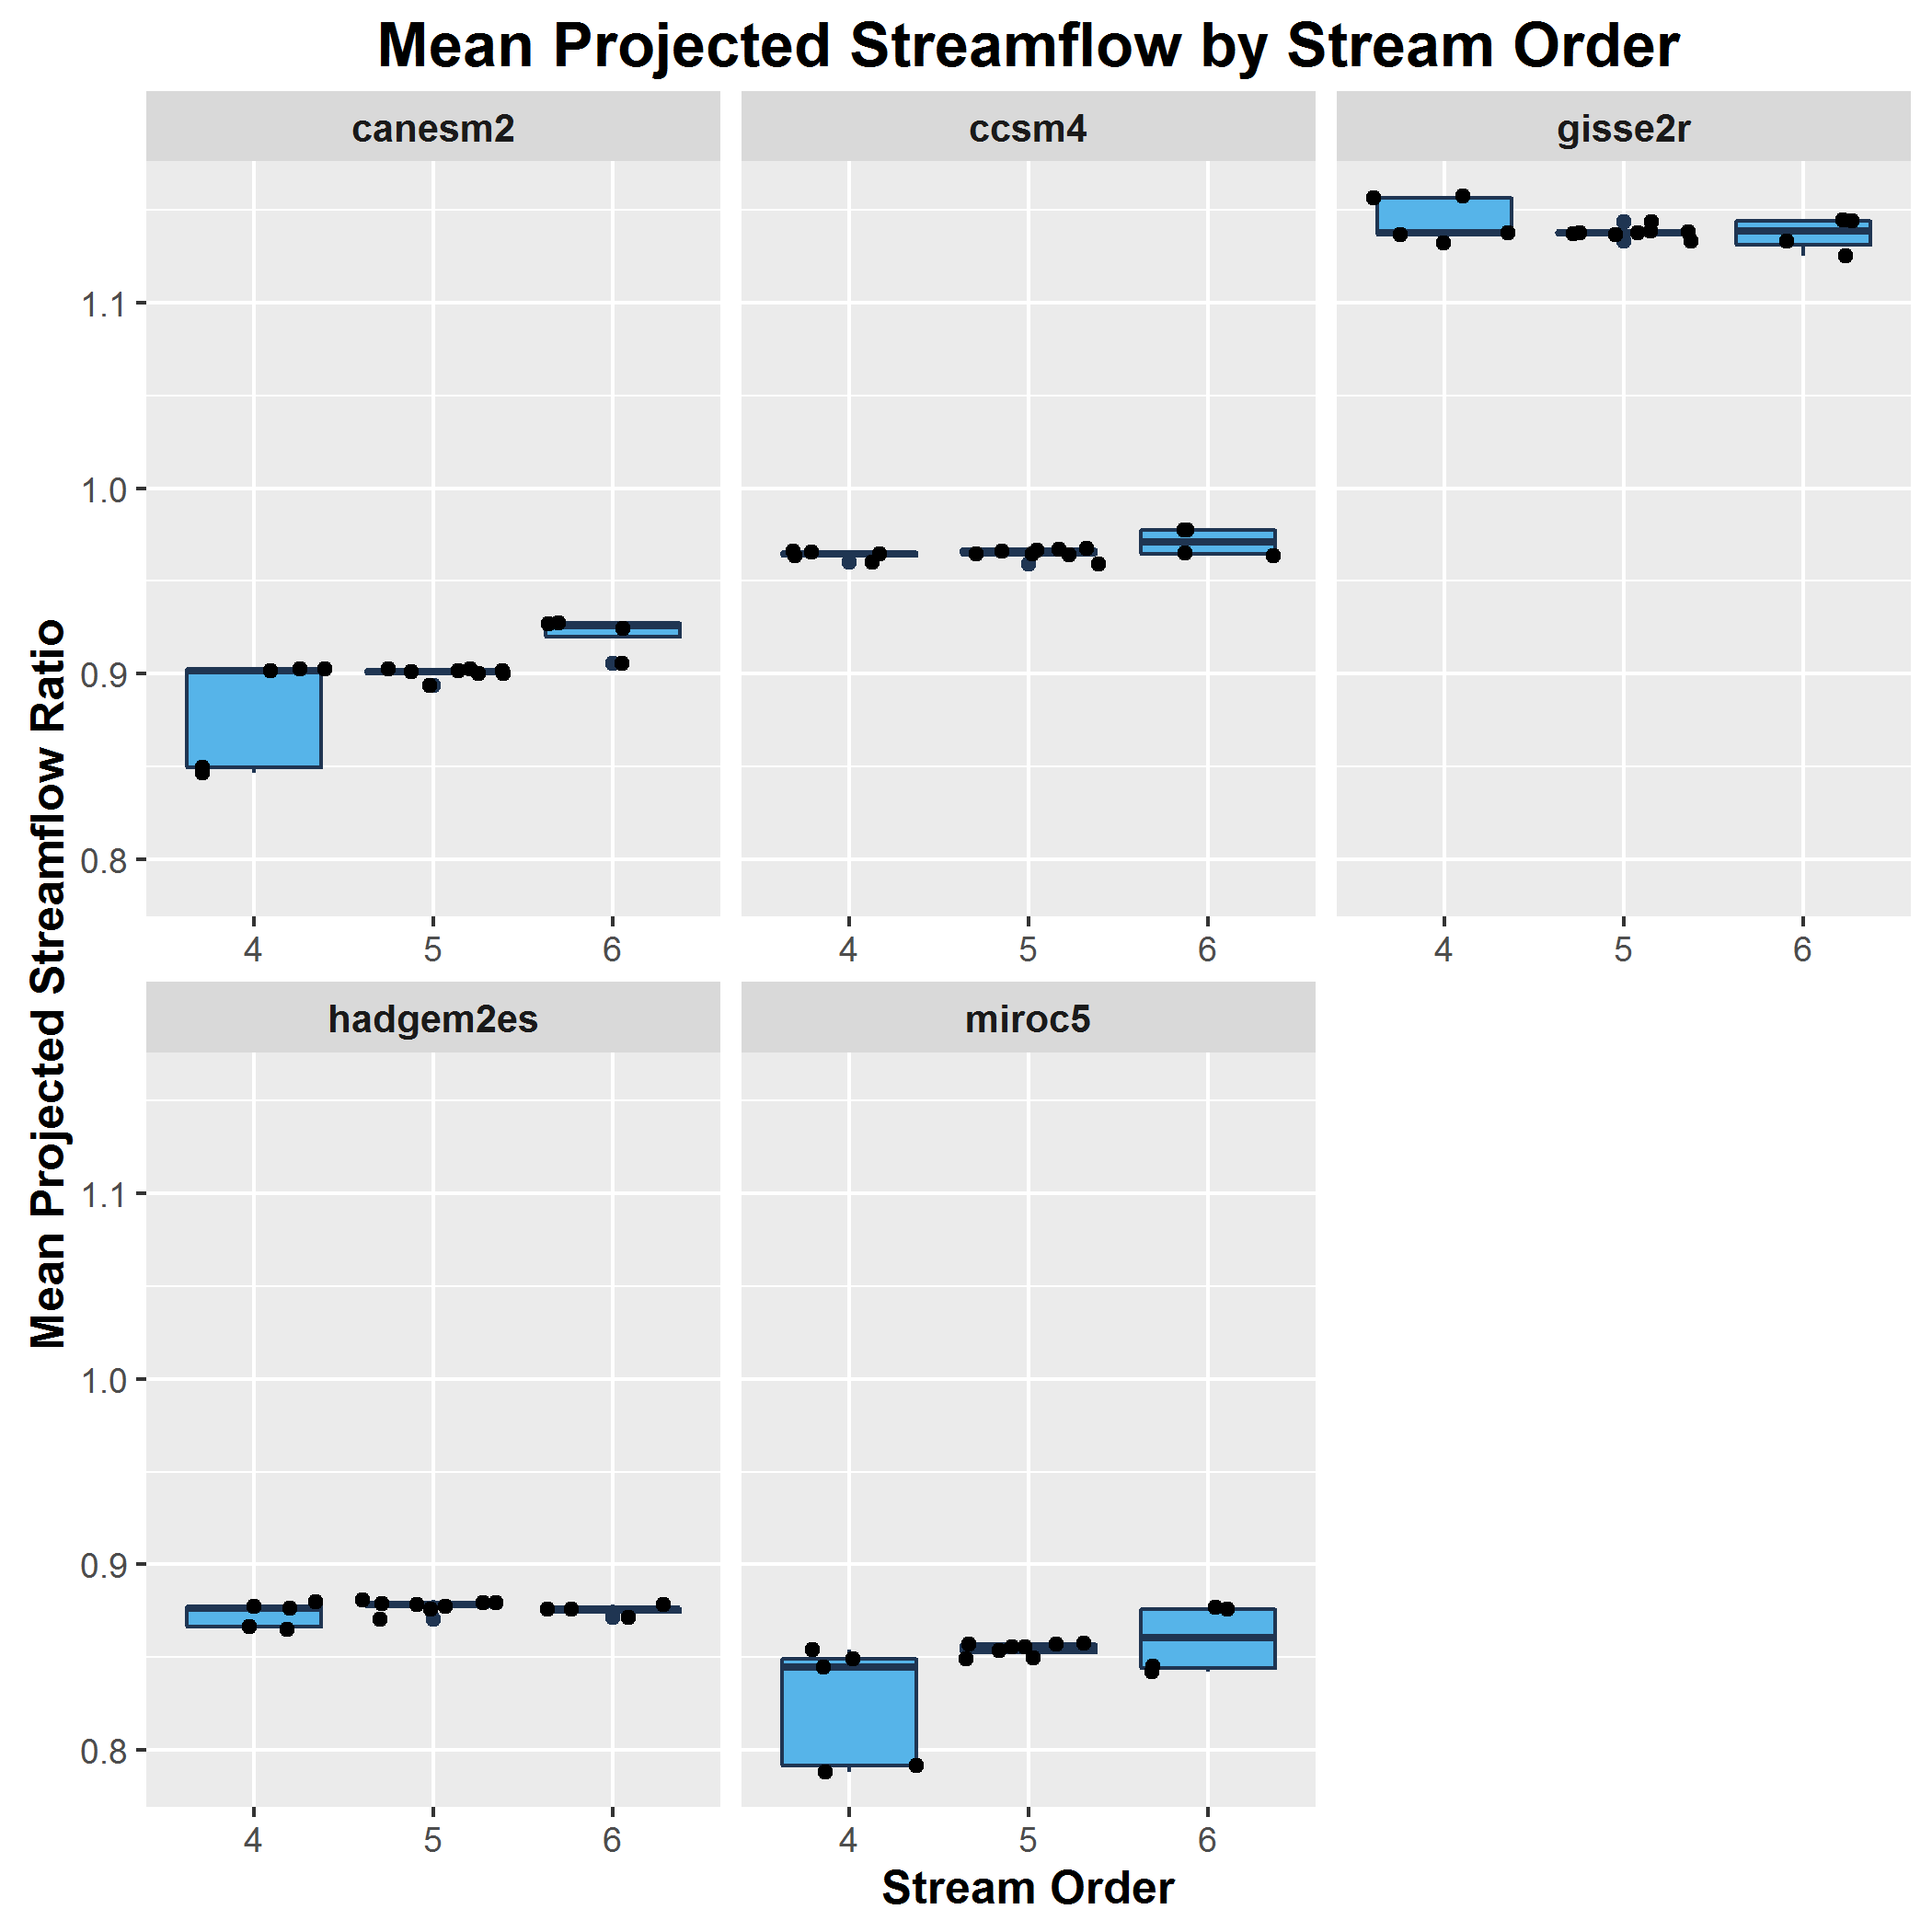 Mean Projected Streamflow by Stream Order
canesm2
ccsm4
gisse2r
Mean Projected Streamflow Ratio
1.1
1.0
0.9
0.8
4 5 6
4 5 6
4 5 6
hadgem2es
miroc5
1.1
1.0
0.9
0.8
4 5 6
4 5 6
Stream Order